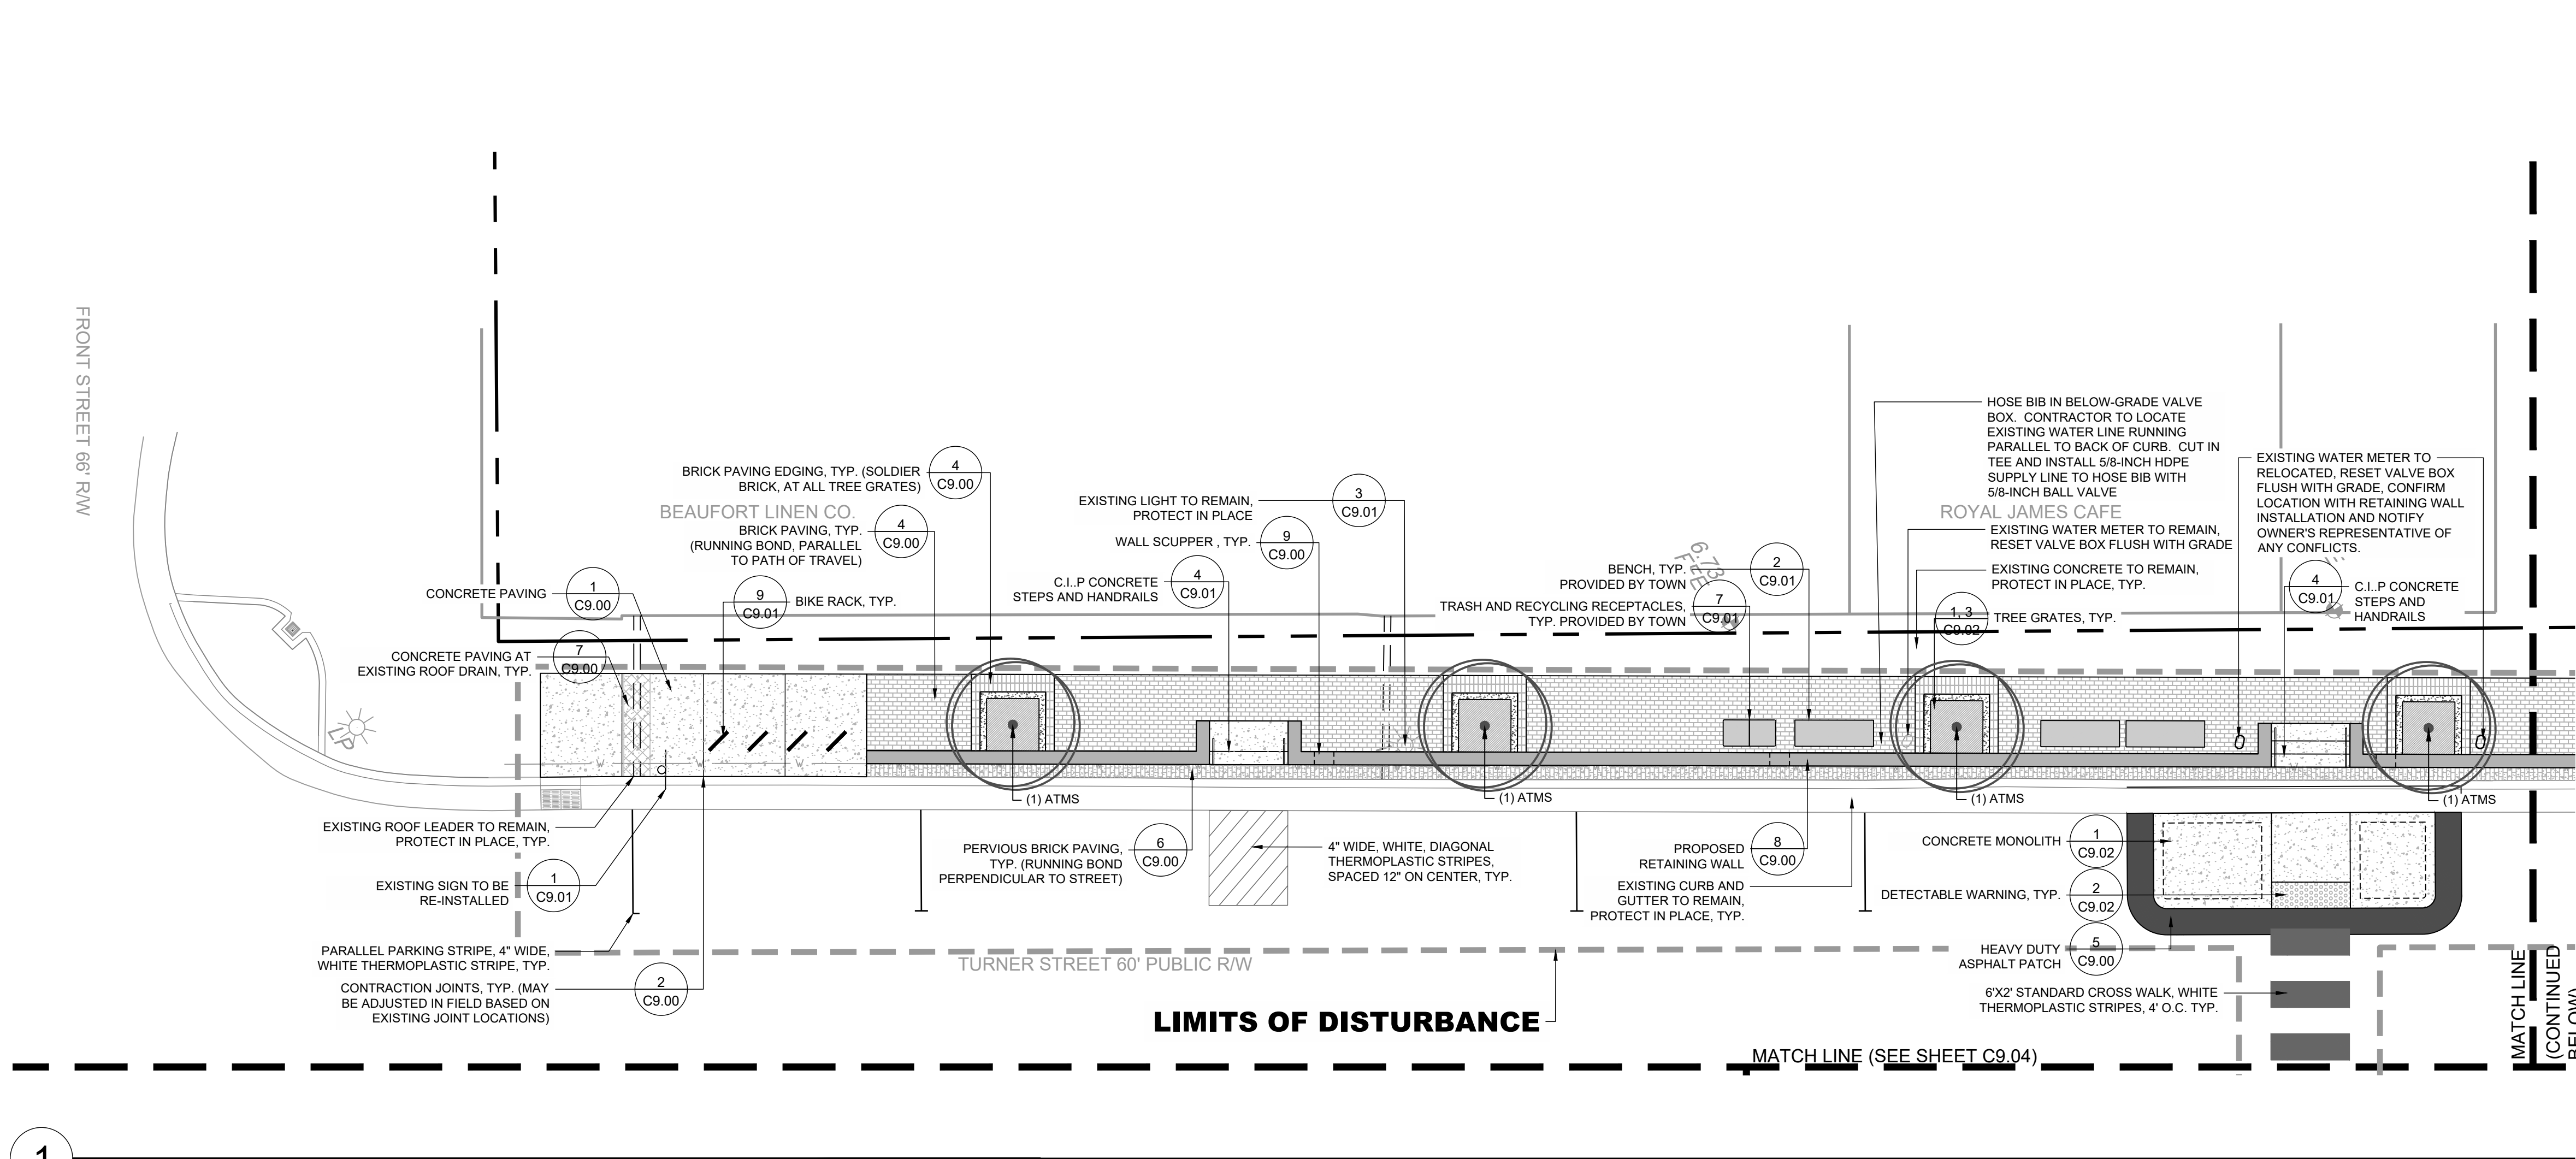 FRONT STREET 66' R/W
LP
CONCRETE PAVING
1
C9.00
CONCRETE PAVING AT
EXISTING ROOF DRAIN, TYP.
7
C9.00
BRICK PAVING EDGING, TYP. (SOLDIER
BRICK, AT ALL TREE GRATES)
4
C9.00
BEAUFORT LINEN CO.
BRICK PAVING, TYP.
(RUNNING BOND, PARALLEL
TO PATH OF TRAVEL)
4
C9.00
9
C9.01
BIKE RACK, TYP.
EXISTING LIGHT TO REMAIN,
PROTECT IN PLACE
3
C9.01
WALL SCUPPER , TYP.
9
C9.00
C.I..P CONCRETE
STEPS AND HANDRAILS
4
C9.01
6.73
FEE
BENCH, TYP.
PROVIDED BY TOWN
2
C9.01
TRASH AND RECYCLING RECEPTACLES,
TYP. PROVIDED BY TOWN
7
C9.01
HOSE BIB IN BELOW-GRADE VALVE
BOX. CONTRACTOR TO LOCATE
EXISTING WATER LINE RUNNING
PARALLEL TO BACK OF CURB. CUT IN
TEE AND INSTALL 5/8-INCH HDPE
SUPPLY LINE TO HOSE BIB WITH
5/8-INCH BALL VALVE
ROYAL JAMES CAFE
EXISTING WATER METER TO REMAIN,
RESET VALVE BOX FLUSH WITH GRADE
EXISTING CONCRETE TO REMAIN,
PROTECT IN PLACE, TYP.
1, 3
C9.02
TREE GRATES, TYP.
EXISTING WATER METER TO
RELOCATED, RESET VALVE BOX
FLUSH WITH GRADE, CONFIRM
LOCATION WITH RETAINING WALL
INSTALLATION AND NOTIFY
OWNER'S REPRESENTATIVE OF
ANY CONFLICTS.
4
C9.01
C.I..P CONCRETE
STEPS AND
HANDRAILS
W
W
W
(1) ATMS
(1) ATMS
(1) ATMS
(1) ATMS
EXISTING ROOF LEADER TO REMAIN,
PROTECT IN PLACE, TYP.
EXISTING SIGN TO BE
RE-INSTALLED
1
C9.01
PARALLEL PARKING STRIPE, 4" WIDE,
WHITE THERMOPLASTIC STRIPE, TYP.
CONTRACTION JOINTS, TYP. (MAY
BE ADJUSTED IN FIELD BASED ON
EXISTING JOINT LOCATIONS)
2
C9.00
PERVIOUS BRICK PAVING,
TYP. (RUNNING BOND
PERPENDICULAR TO STREET)
6
C9.00
4" WIDE, WHITE, DIAGONAL
THERMOPLASTIC STRIPES,
SPACED 12" ON CENTER, TYP.
PROPOSED
RETAINING WALL
8
C9.00
EXISTING CURB AND
GUTTER TO REMAIN,
PROTECT IN PLACE, TYP.
CONCRETE MONOLITH
1
C9.02
DETECTABLE WARNING, TYP.
2
C9.02
HEAVY DUTY
ASPHALT PATCH
5
C9.00
6'X2' STANDARD CROSS WALK, WHITE
THERMOPLASTIC STRIPES, 4' O.C. TYP.
TURNER STREET 60' PUBLIC R/W
LIMITS OF DISTURBANCE
MATCH LINE (SEE SHEET C9.04)
MATCH LINE
(CONTINUED
BELOW)
1